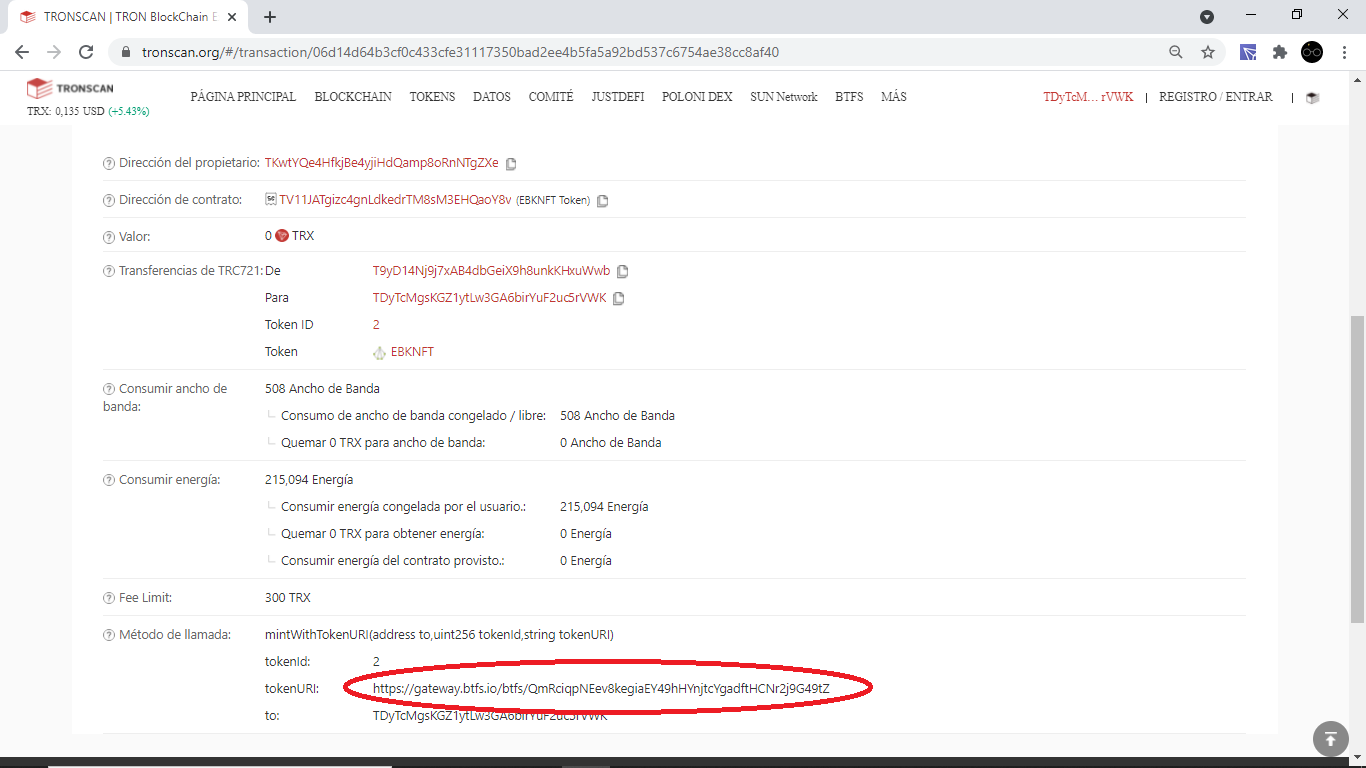 TRONSCAN | TRON BlockChain E
tronscan.org/#/transaction/06d14d64b3cf0c433cfe31117350bad2ee4b5fa5a92bd537c6754ae38cc8af40
TRONSCAN
TRX: 0,135 USD (+5.43%)
PÁGINA PRINCIPAL BLOCKCHAIN TOKENS DATOS COMITÉ JUSTDEFI POLONI DEX SUN Network BTFS MÁS
TDyTcM... rVWK | REGISTRO / ENTRAR |
Dirección del propietario: TKwtYQe4HfkjBe4yjiHdQamp8oRnNTgZXe
Dirección de contrato: TV11JATgizc4gnLdkedrTM8sM3EHQaoY8v (EBKNFT Token)
Valor: 0 TRX
Transferencias de TRC721: De T9yD14Nj9j7xAB4dbGeiX9h8unkKHxuWwb
Para TDyTcMgsKGZ1ytLw3GA6birYuF2uc5rVWK
Token ID 2
Token EBKNFT
Consumir ancho de banda: 508 Ancho de Banda
Consumo de ancho de banda congelado / libre: 508 Ancho de Banda
Quemar 0 TRX para ancho de banda: 0 Ancho de Banda
Consumir energía: 215,094 Energía
Consumir energía congelada por el usuario.: 215,094 Energía
Quemar 0 TRX para obtener energía: 0 Energía
Consumir energía del contrato provisto.: 0 Energía
Fee Limit: 300 TRX
Método de llamada: mintWithTokenURI(address to,uint256 tokenId,string tokenURI)
tokenId: 2
tokenURI: https://gateway.btfs.io/btfs/QmRciqpNEev8kegiaEY49hHYnjtcYgadftHCNr2j9G49tZ
to: TDyTcMgsKGZ1ytLw3GA6birYuF2uc5rVWK